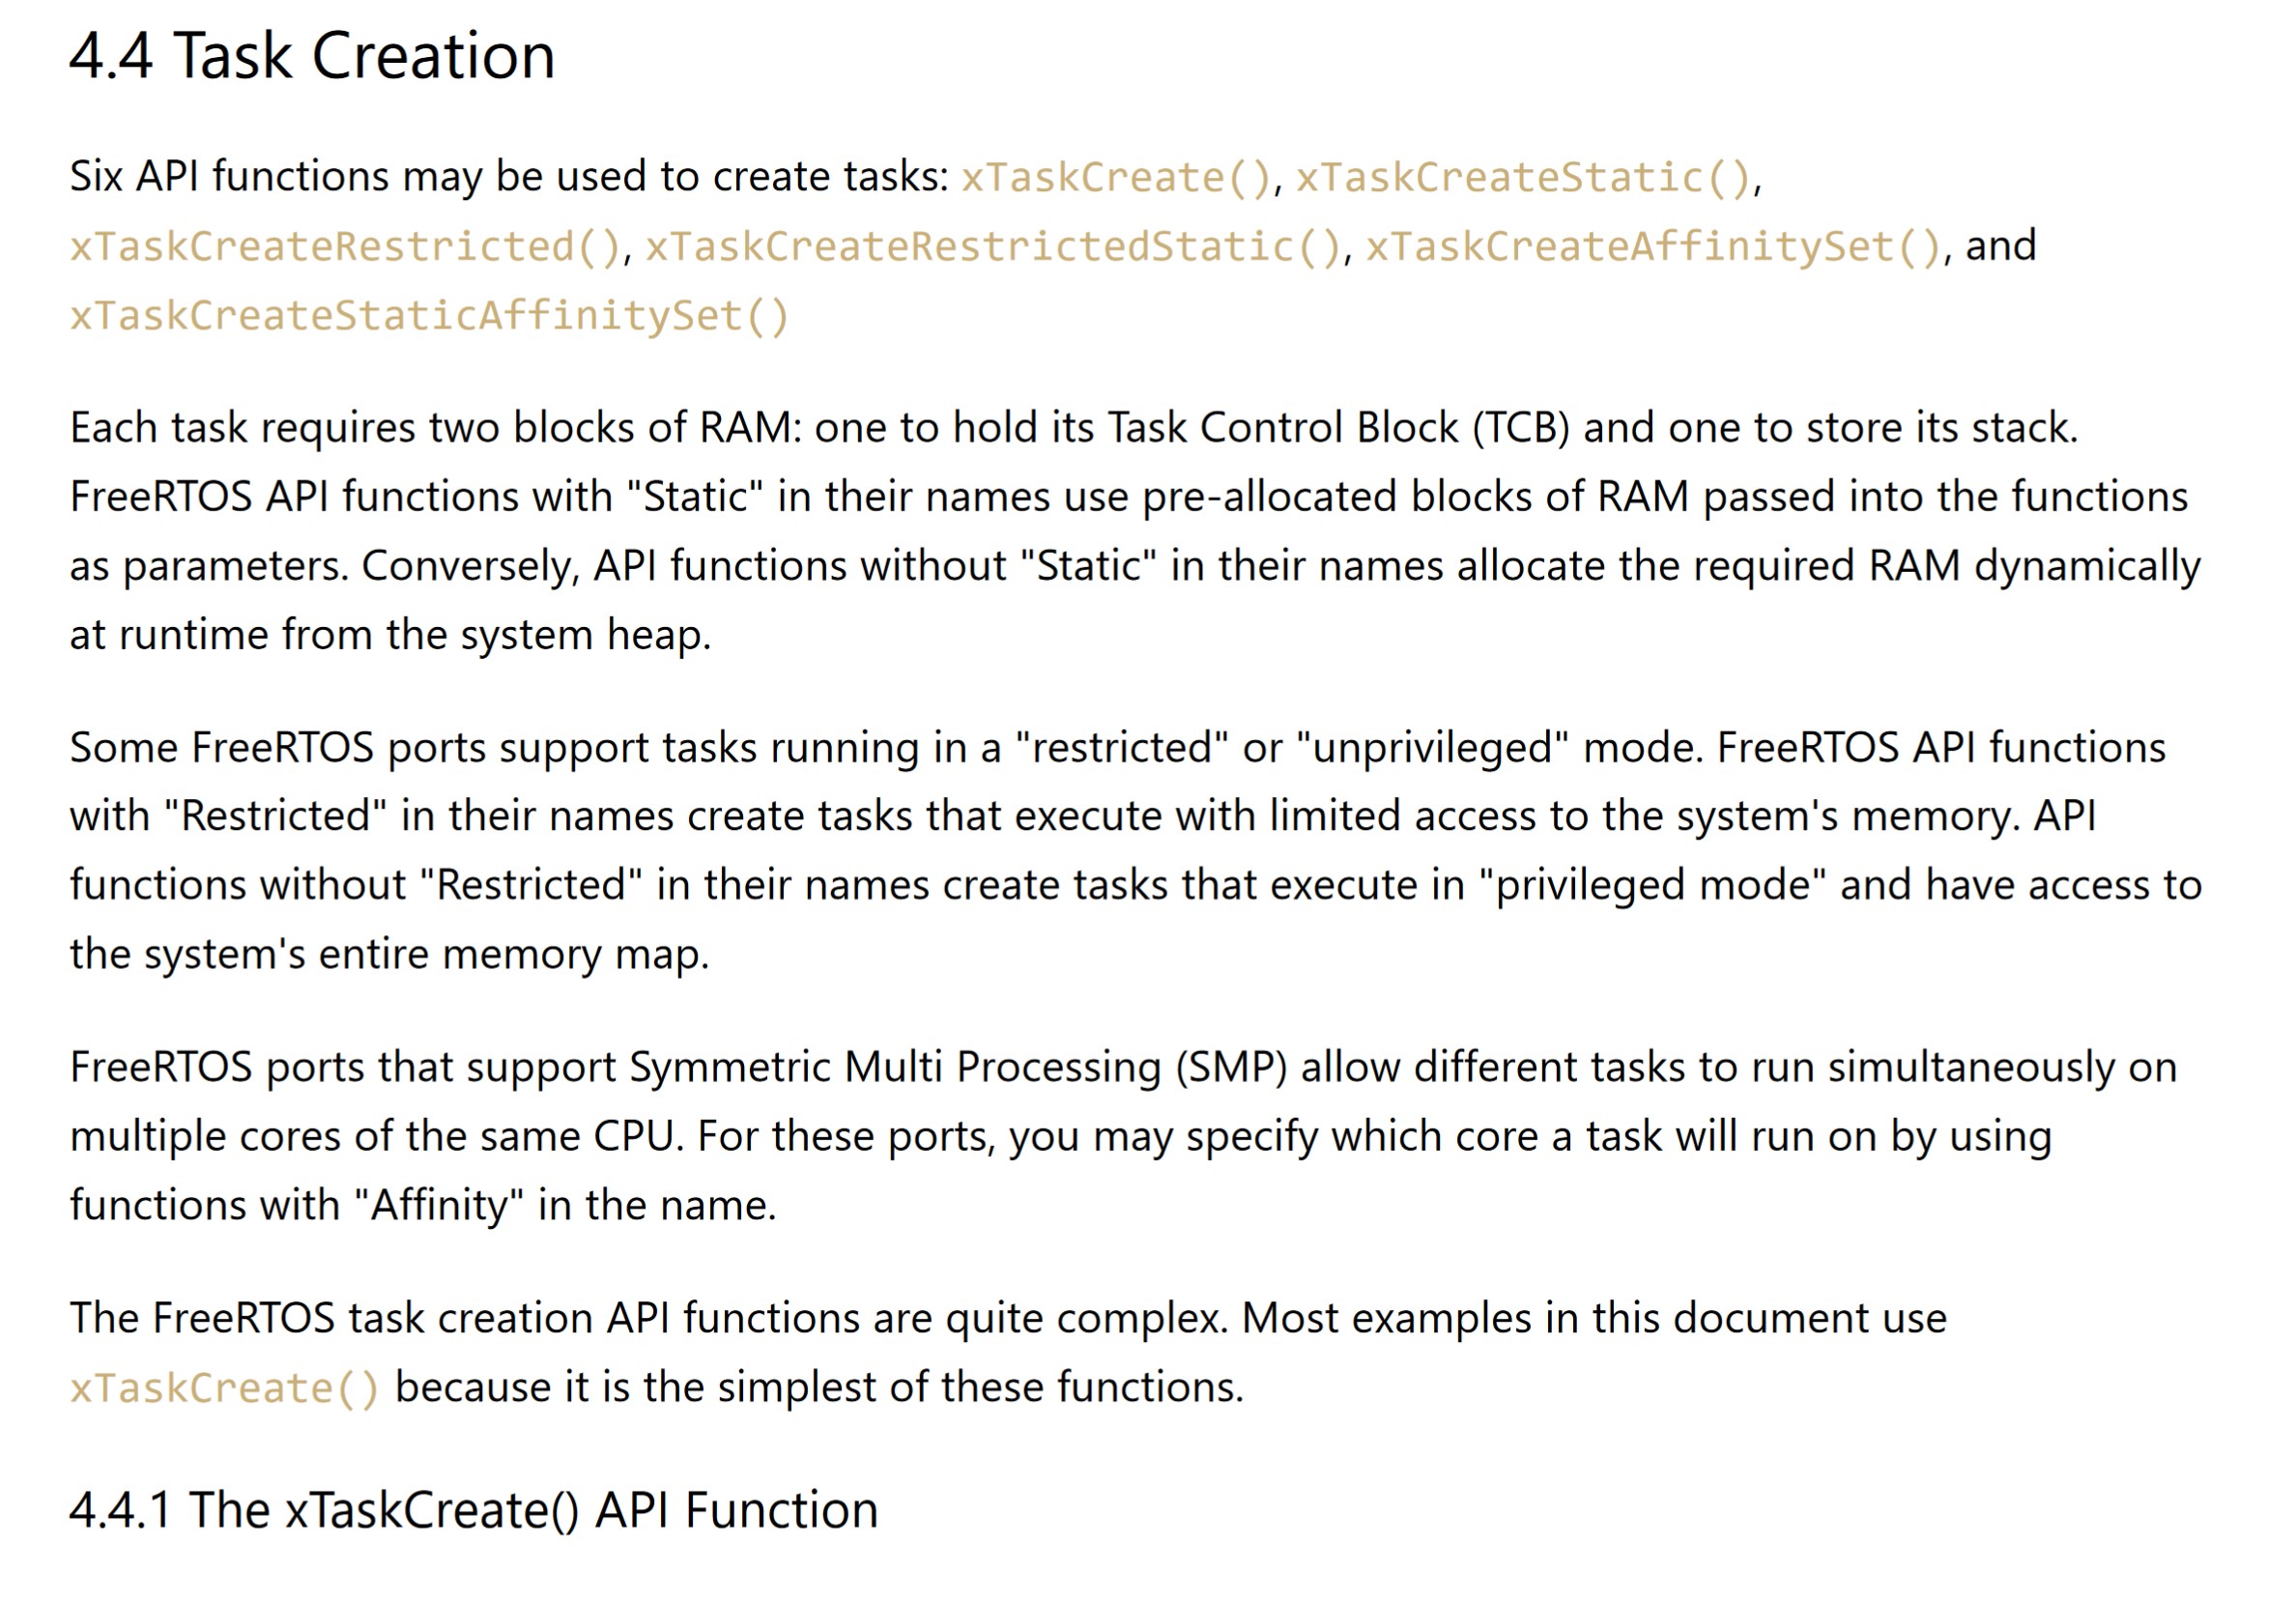 4.4 Task Creation
Six API functions may be used to create tasks: xTaskCreate(), xTaskCreateStatic(),
xTaskCreateRestricted(), xTaskCreateRestrictedStatic(), xTaskCreateAffinitySet(), and
xTaskCreateStaticAffinitySet()
Each task requires two blocks of RAM: one to hold its Task Control Block (TCB) and one to store its stack.
FreeRTOS API functions with "Static" in their names use pre-allocated blocks of RAM passed into the functions
as parameters. Conversely, API functions without "Static" in their names allocate the required RAM dynamically
at runtime from the system heap.
Some FreeRTOS ports support tasks running in a "restricted" or "unprivileged" mode. FreeRTOS API functions
with "Restricted" in their names create tasks that execute with limited access to the system's memory. API
functions without "Restricted" in their names create tasks that execute in "privileged mode" and have access to
the system's entire memory map.
FreeRTOS ports that support Symmetric Multi Processing (SMP) allow different tasks to run simultaneously on
multiple cores of the same CPU. For these ports, you may specify which core a task will run on by using
functions with "Affinity" in the name.
The FreeRTOS task creation API functions are quite complex. Most examples in this document use
xTaskCreate() because it is the simplest of these functions.
4.4.1 The xTaskCreate() API Function